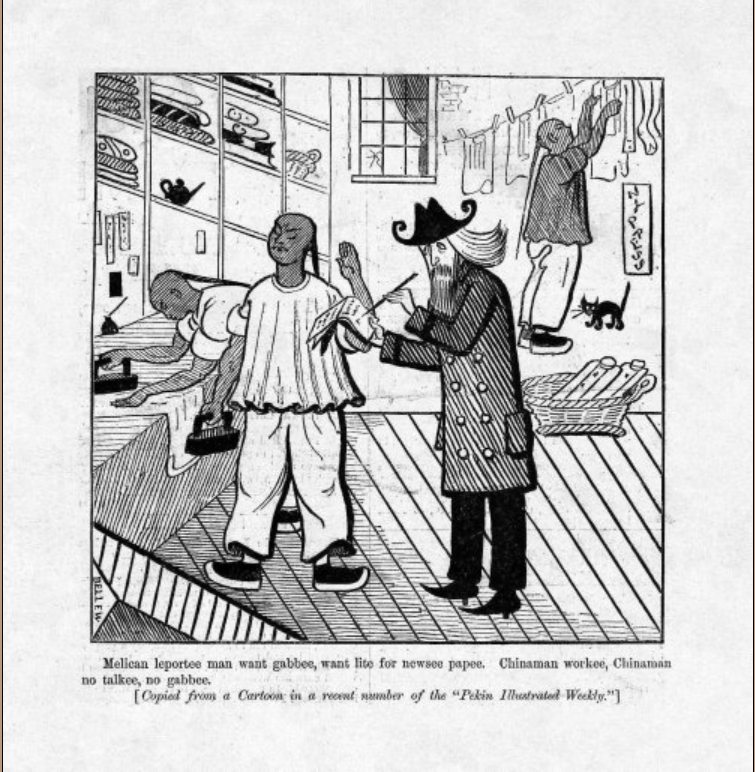 BELLEW
Melican leportee man want gabbee, want lite for newsee papee. Chinaman workee, Chinaman
no talkee, no gabbee.
[Copied from a Cartoon in a recent number of the "Pekin Illustrated Weekly."]